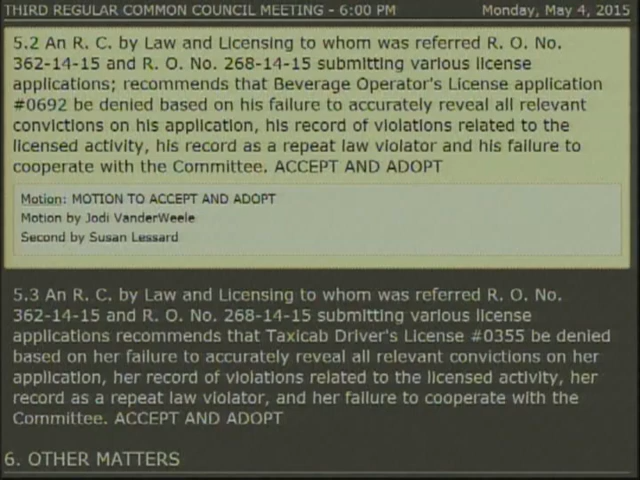 THIRD REGULAR COMMON COUNCIL MEETING - 6:00 PM Monday, May 4, 2015
5.2 An R. C. by Law and Licensing to whom was referred R. O. No.
362-14-15 and R. O. No. 268-14-15 submitting various license
applications; recommends that Beverage Operator's License application
#0692 be denied based on his failure to accurately reveal all relevant
convictions on his application, his record of violations related to the
licensed activity, his record as a repeat law violator and his failure to
cooperate with the Committee. ACCEPT AND ADOPT
Motion: MOTION TO ACCEPT AND ADOPT
Motion by Jodi VanderWeele
Second by Susan Lessard
5.3 An R. C. by Law and Licensing to whom was referred R. O. No.
362-14-15 and R. O. No. 268-14-15 submitting various license
applications recommends that Taxicab Driver's License #0355 be denied
based on her failure to accurately reveal all relevant convictions on her
application, her record of violations related to the licensed activity, her
record as a repeat law violator, and her failure to cooperate with the
Committee. ACCEPT AND ADOPT
6. OTHER MATTERS